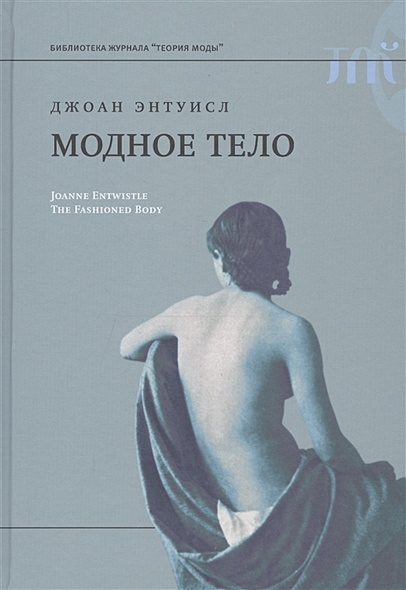 БИБЛИОТЕКА ЖУРНАЛА "ТЕОРИЯ МОДЫ"
ДЖОАН ЭНТУИСЛ
МОДНОЕ ТЕЛО
Joanne Entwistle
The Fashioned Body